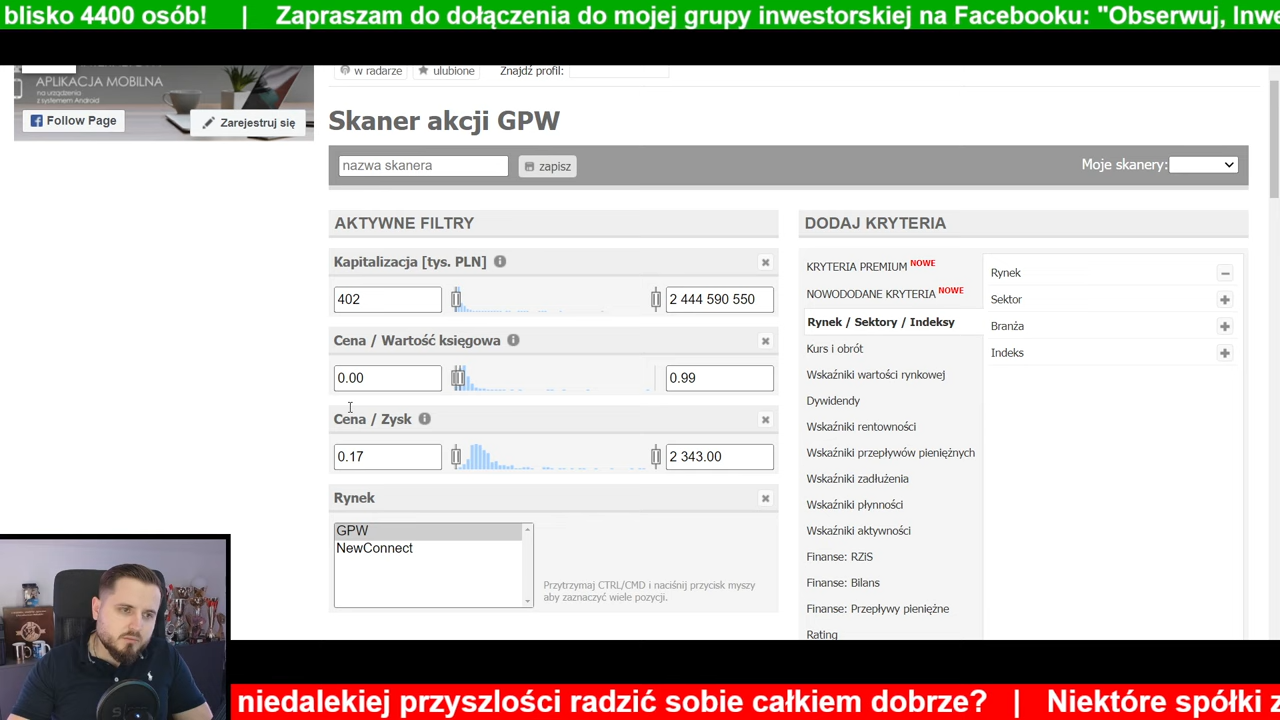 blisko 4400 osób! | Zapraszam do dołączenia do mojej grupy inwestorskiej na Facebooku: "Obserwuj, Inwe
APLIKACJA MOBILNA
na urządzenia
z systemem Android
Follow Page
Zarejestruj się
w radarze
ulubione
Znajdź profil:
Skaner akcji GPW
nazwa skanera
zapisz
Moje skanery:
AKTYWNE FILTRY
Kapitalizacja [tys. PLN]
402
2 444 590 550
Cena / Wartość księgowa
0.00
0.99
Cena / Zysk
0.17
2 343.00
Rynek
GPW
NewConnect
Przytrzymaj CTRL/CMD i naciśnij przycisk myszy
aby zaznaczyć wiele pozycji.
DODAJ KRYTERIA
KRYTERIA PREMIUM NOWE
NOWODODANE KRYTERIA NOWE
Rynek / Sektory / Indeksy
Kurs i obrót
Wskaźniki wartości rynkowej
Dywidendy
Wskaźniki rentowności
Wskaźniki przepływów pieniężnych
Wskaźniki zadłużenia
Wskaźniki płynności
Wskaźniki aktywności
Finanse: RZiS
Finanse: Bilans
Finanse: Przepływy pieniężne
Rating
Rynek
Sektor
Branża
Indeks
niedalekiej przyszłości radzić sobie całkiem dobrze? | Niektóre spółki z